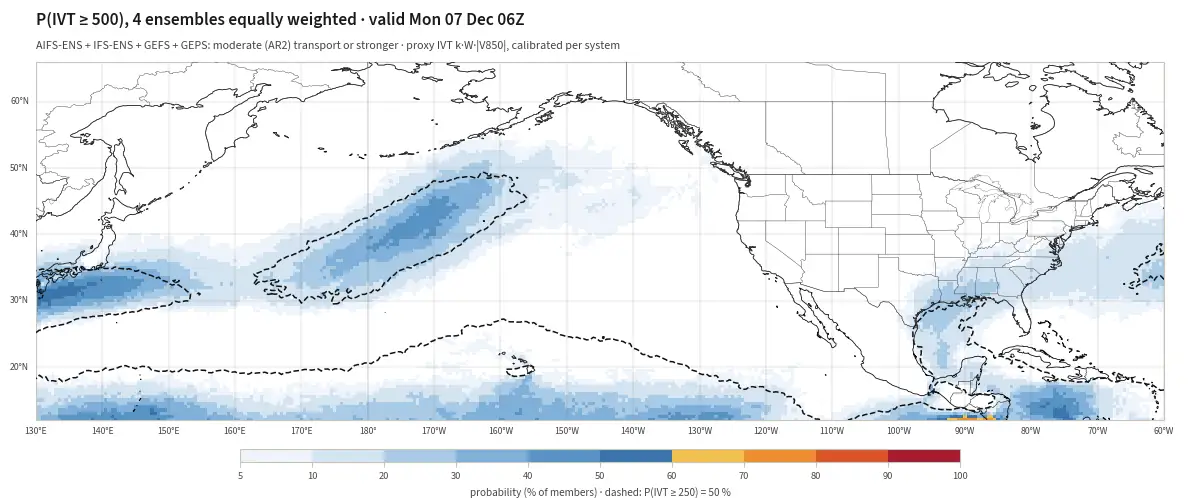 P(IVT ≥ 500), 4 ensembles equally weighted · valid Mon 07 Dec 06Z
AIFS-ENS + IFS-ENS + GEFS + GEPS: moderate (AR2) transport or stronger · proxy IVT k·W·|V850|, calibrated per system
60°N
50°N
40°N
30°N
20°N
130°E 140°E 150°E 160°E 170°E 180° 170°W 160°W 150°W 140°W 130°W 120°W 110°W 100°W 90°W 80°W 70°W 60°W
5 10 20 30 40 50 60 70 80 90 100
probability (% of members) · dashed: P(IVT ≥ 250) = 50 %